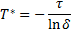 T* = −τ/ln δ